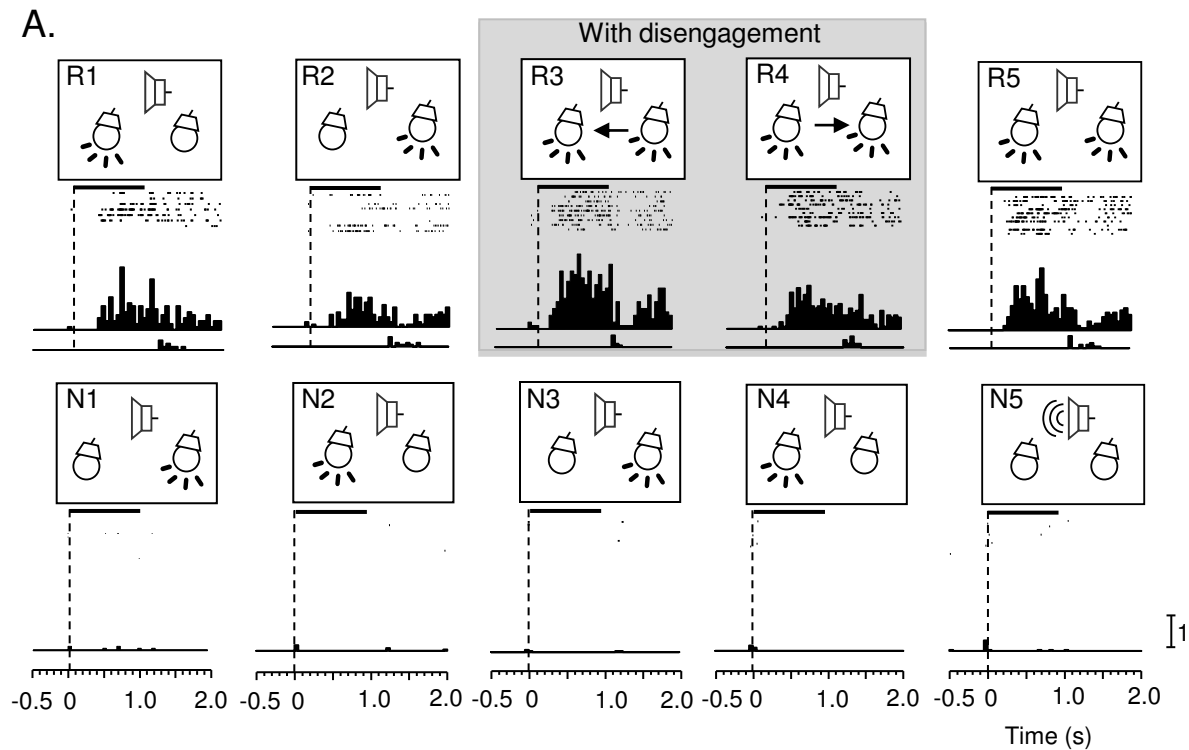 A.
With disengagement
R1 R2 R3 R4 R5
N1 N2 N3 N4 N5
1
-0.5 0 1.0 2.0 -0.5 0 1.0 2.0 -0.5 0 1.0 2.0 -0.5 0 1.0 2.0 -0.5 0 1.0 2.0
Time (s)